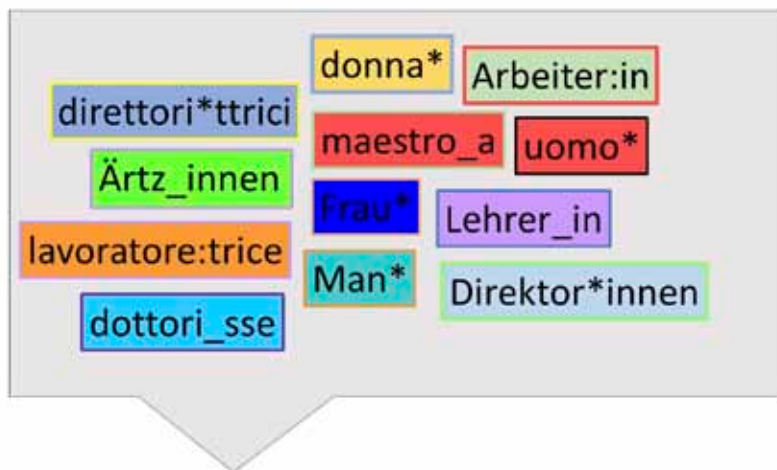 donna*
Arbeiter:in
direttori*ttrici
maestro_a
uomo*
Ärtz_innen
Frau*
Lehrer_in
lavoratore:trice
Man*
Direktor*innen
dottori_sse